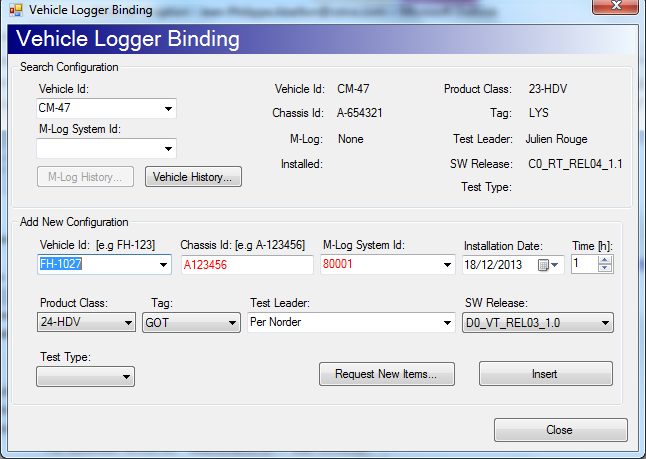 Vehicle Logger Binding
Vehicle Logger Binding
Search Configuration
Vehicle Id:
CM-47
M-Log System Id:
M-Log History...
Vehicle History...
Vehicle Id: CM-47
Chassis Id: A-654321
M-Log: None
Installed:
Product Class: 23-HDV
Tag: LYS
Test Leader: Julien Rouge
SW Release: C0_RT_REL04_1.1
Test Type:
Add New Configuration
Vehicle Id: [e.g FH-123]
FH-1027
Chassis Id: [e.g A-123456]
A123456
M-Log System Id:
80001
Installation Date:
18/12/2013
Time [h]:
1
Product Class:
24-HDV
Tag:
GOT
Test Leader:
Per Norder
SW Release:
D0_VT_REL03_1.0
Test Type:
Request New Items...
Insert
Close